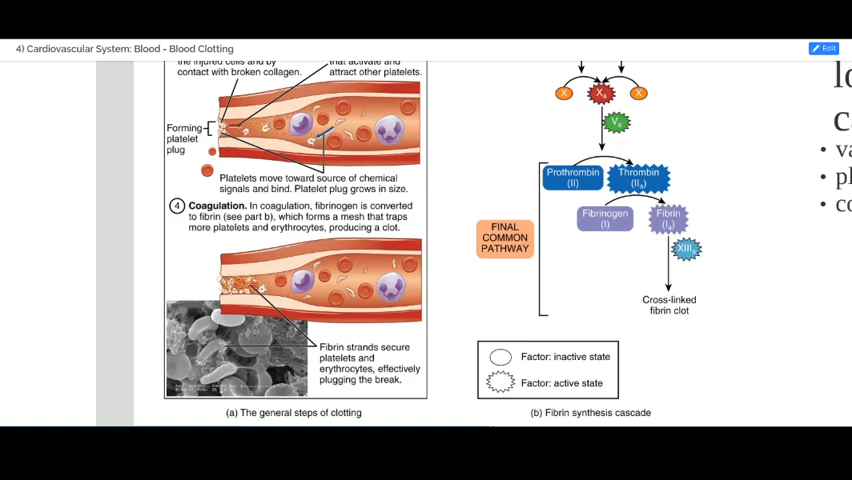 4) Cardiovascular System: Blood - Blood Clotting
Edit
the injured cells and by
contact with broken collagen.
that activate and
attract other platelets.
Forming
platelet
plug
Platelets move toward source of chemical
signals and bind. Platelet plug grows in size.
4 Coagulation. In coagulation, fibrinogen is converted
to fibrin (see part b), which forms a mesh that traps
more platelets and erythrocytes, producing a clot.
Fibrin strands secure
platelets and
erythrocytes, effectively
plugging the break.
(a) The general steps of clotting
X
Xa
X
Va
Prothrombin
(II)
Thrombin
(IIa)
Fibrinogen
(I)
Fibrin
(Ia)
XIIIa
FINAL
COMMON
PATHWAY
Cross-linked
fibrin clot
Factor: inactive state
Factor: active state
(b) Fibrin synthesis cascade
• va
• pl
• co